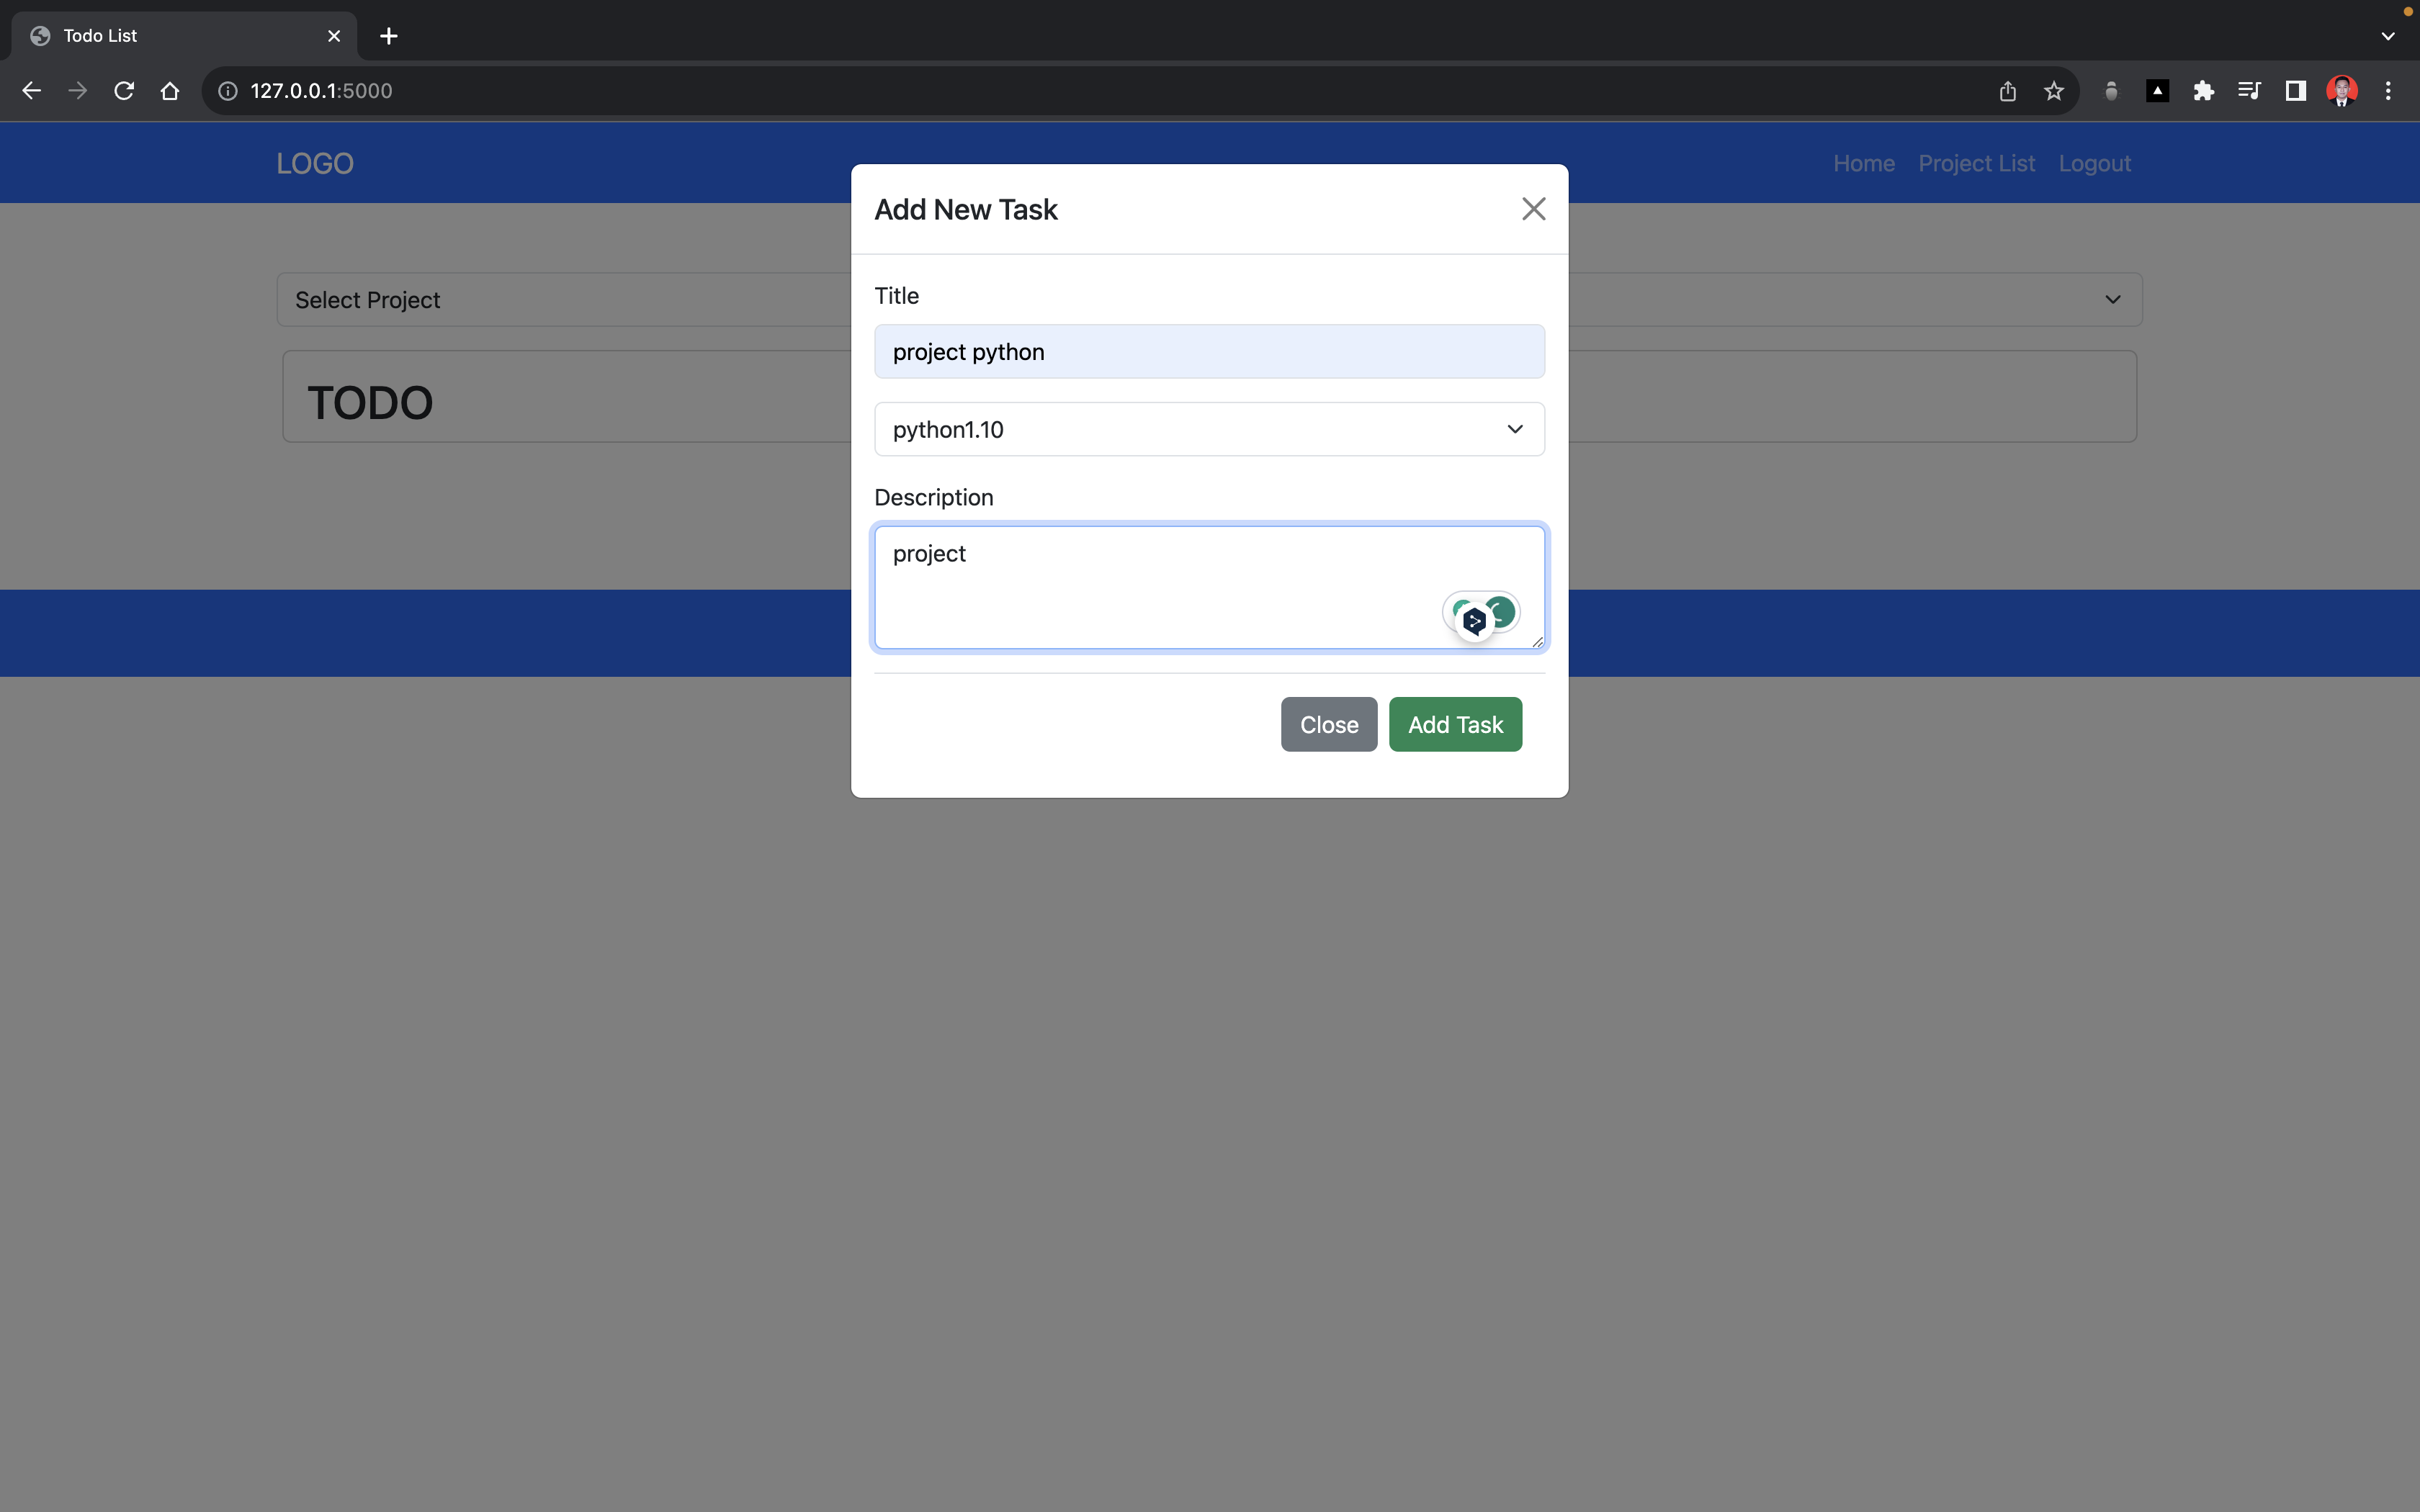 Todo List
127.0.0.1:5000
LOGO
Home Project List Logout
Select Project
TODO
Add New Task
Title
project python
python1.10
Description
project
Close Add Task